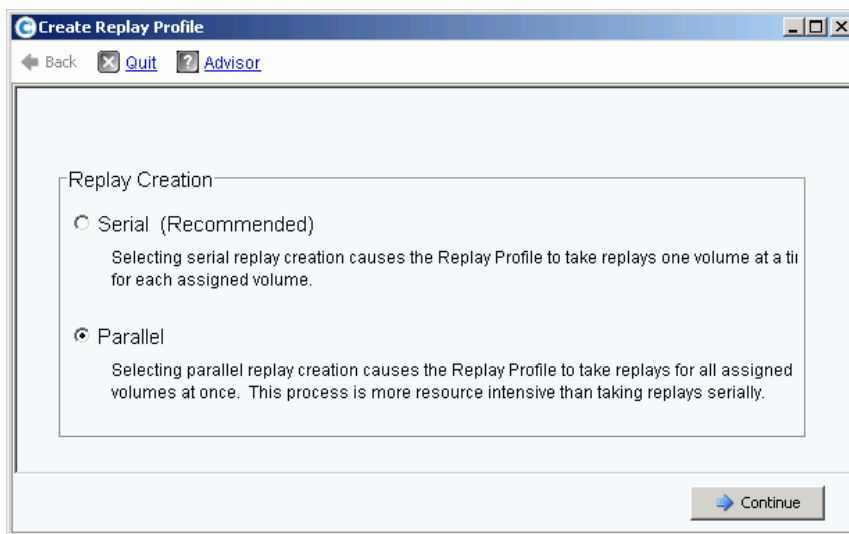 Create Replay Profile
Back Quit Advisor
Replay Creation
Serial (Recommended)
Selecting serial replay creation causes the Replay Profile to take replays one volume at a
for each assigned volume.
Parallel
Selecting parallel replay creation causes the Replay Profile to take replays for all assigned
volumes at once. This process is more resource intensive than taking replays serially.
Continue